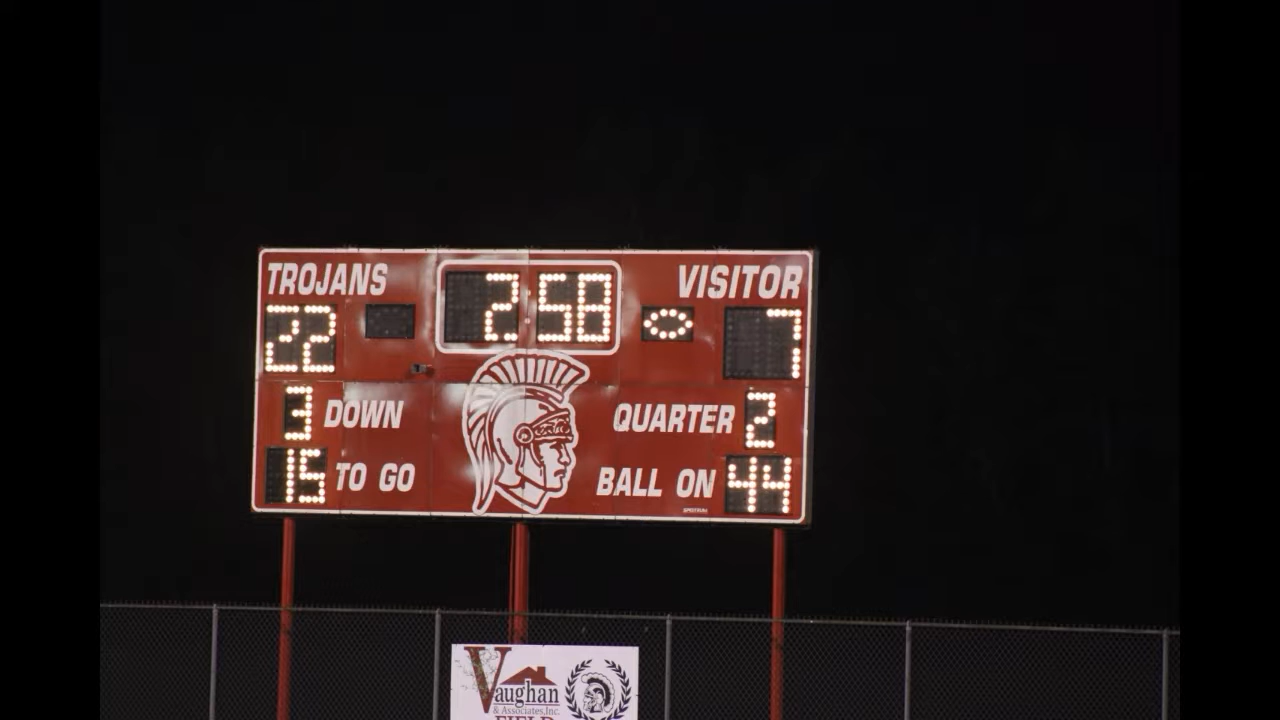 TROJANS 2 58 VISITOR
22 7
3 DOWN QUARTER 2
15 TO GO BALL ON 44
Vaughan
& Associates, Inc.
FIELD